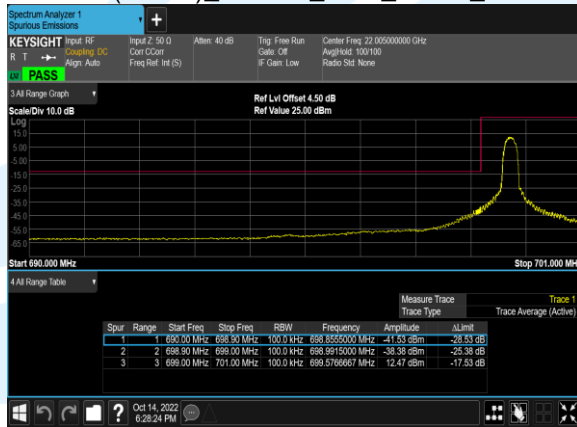 Spectrum Analyzer 1
Spurious Emissions
+
KEYSIGHT Input: RF Input Z: 50 Ω Atten: 40 dB Trig: Free Run Center Freq: 22.005000000 GHz
R T Coupling: DC Corr CCorr Gate: Off Avg|Hold: 100/100
Align: Auto Freq Ref: Int (S) IF Gain: Low Radio Std: None
PASS
3 All Range Graph
Ref Lvl Offset 4.50 dB
Scale/Div 10.0 dB Ref Value 25.00 dBm
Log
15.0
5.00
-5.00
-15.0
-25.0
-35.0
-45.0
-55.0
-65.0
Start 690.000 MHz Stop 701.000 MH
4 All Range Table
Measure Trace Trace 1
Trace Type Trace Average (Active)
Spur Range Start Freq Stop Freq RBW Frequency Amplitude ΔLimit
1 1 690.00 MHz 698.90 MHz 100.0 kHz 698.8555000 MHz -41.53 dBm -28.53 dB
2 2 698.90 MHz 699.00 MHz 100.0 kHz 698.9915000 MHz -38.38 dBm -25.38 dB
3 3 699.00 MHz 701.00 MHz 100.0 kHz 699.5766667 MHz 12.47 dBm -17.53 dB
? Oct 14, 2022
6:28:24 PM